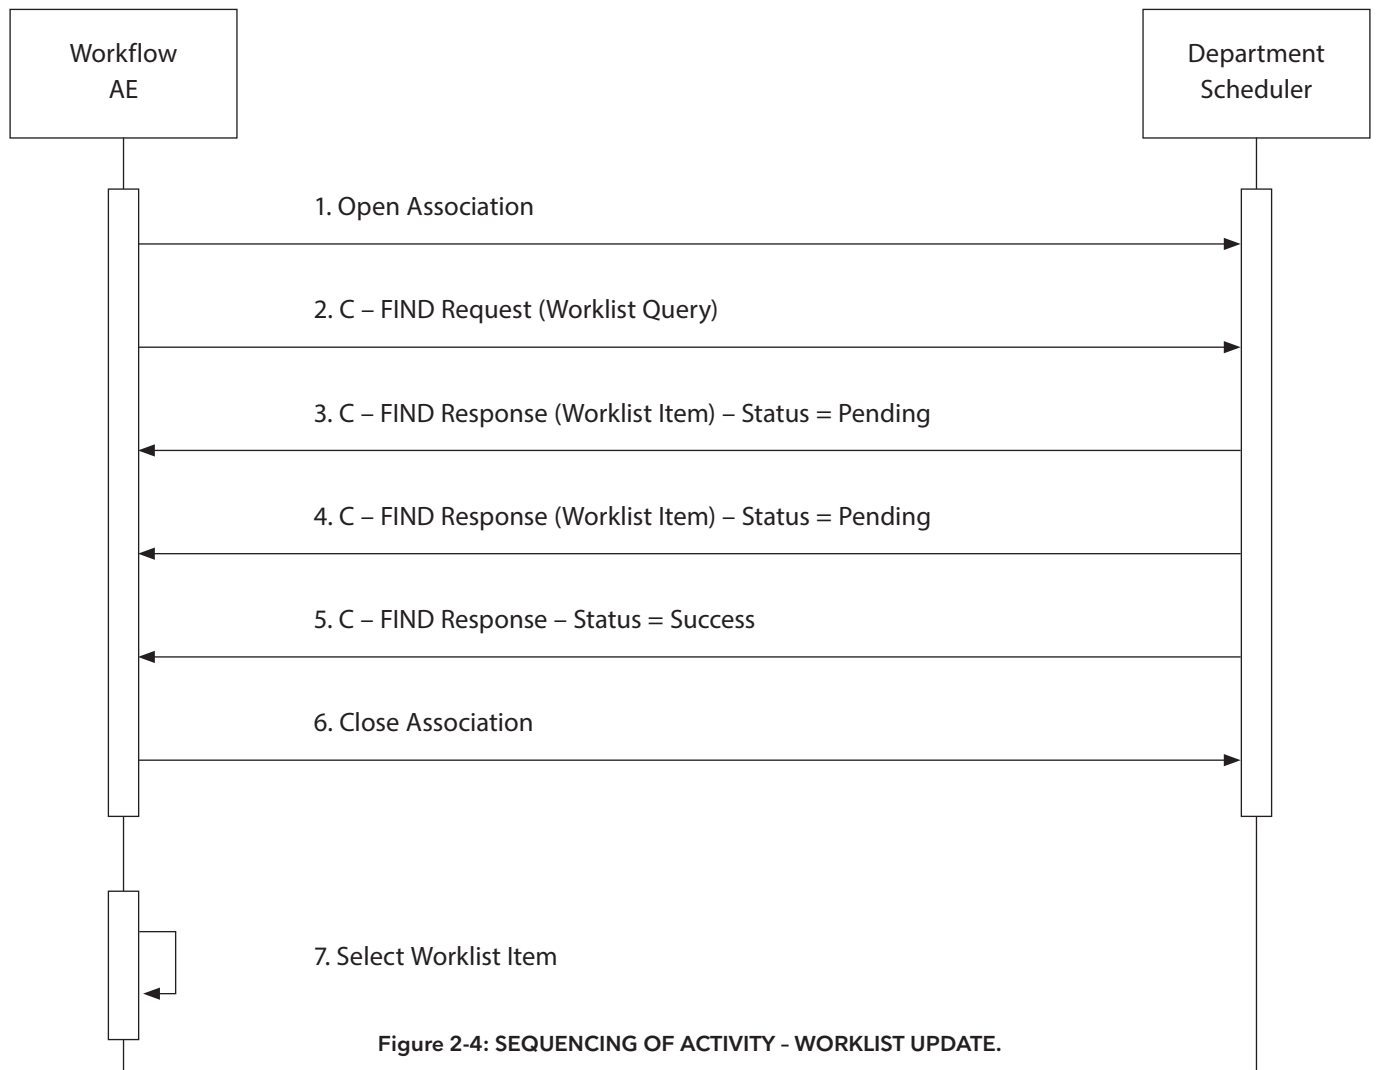 Workflow
AE
Department
Scheduler
1. Open Association
2. C – FIND Request (Worklist Query)
3. C – FIND Response (Worklist Item) – Status = Pending
4. C – FIND Response (Worklist Item) – Status = Pending
5. C – FIND Response – Status = Success
6. Close Association
7. Select Worklist Item
Figure 2-4: SEQUENCING OF ACTIVITY – WORKLIST UPDATE.